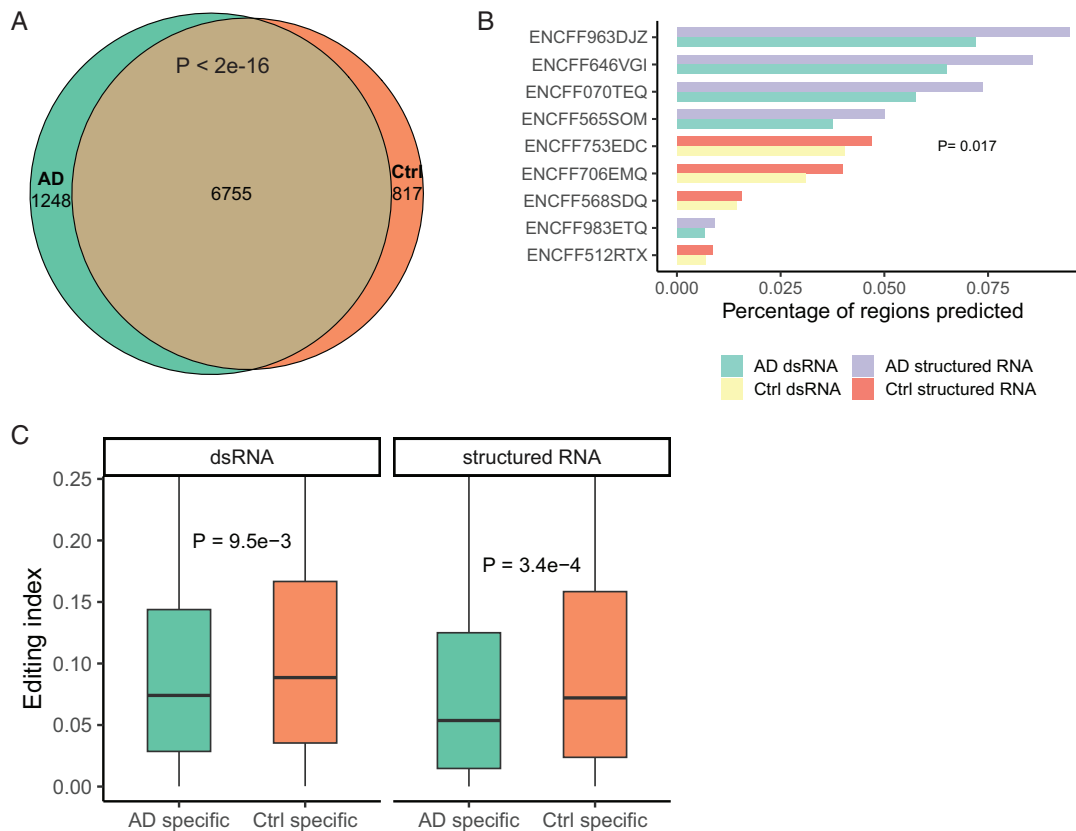 A
P < 2e-16
AD
1248
6755
Ctrl
817
B
ENCFF963DJZ
ENCFF646VGI
ENCFF070TEQ
ENCFF565SOM
ENCFF753EDC
ENCFF706EMQ
ENCFF568SDQ
ENCFF983ETQ
ENCFF512RTX
P= 0.017
0.000 0.025 0.050 0.075
Percentage of regions predicted
AD dsRNA AD structured RNA
Ctrl dsRNA Ctrl structured RNA
C
dsRNA structured RNA
Editing index
0.25
0.20
0.15
0.10
0.05
0.00
P = 9.5e−3
P = 3.4e−4
AD specific Ctrl specific AD specific Ctrl specific